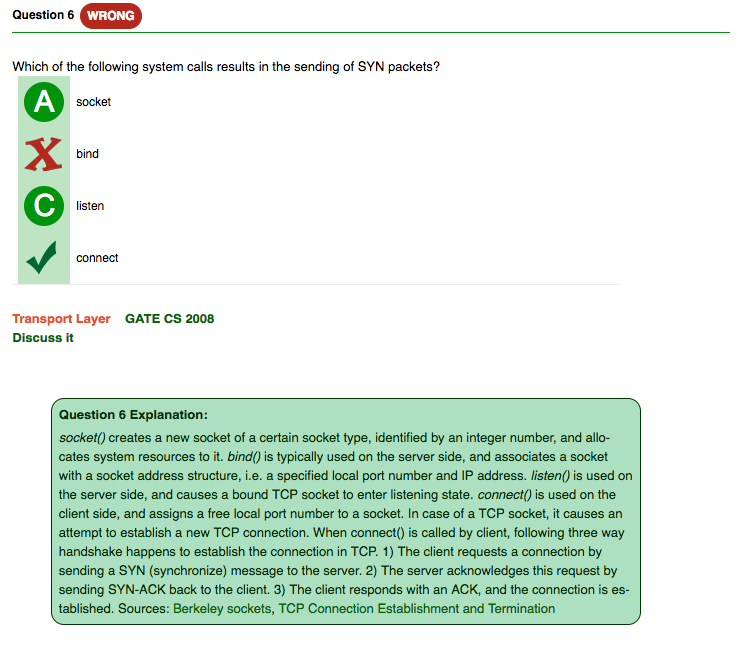 Question 6 WRONG
Which of the following system calls results in the sending of SYN packets?
A socket
X bind
C listen
connect
Transport Layer GATE CS 2008
Discuss it
Question 6 Explanation:
socket() creates a new socket of a certain socket type, identified by an integer number, and allo-
cates system resources to it. bind() is typically used on the server side, and associates a socket
with a socket address structure, i.e. a specified local port number and IP address. listen() is used on
the server side, and causes a bound TCP socket to enter listening state. connect() is used on the
client side, and assigns a free local port number to a socket. In case of a TCP socket, it causes an
attempt to establish a new TCP connection. When connect() is called by client, following three way
handshake happens to establish the connection in TCP. 1) The client requests a connection by
sending a SYN (synchronize) message to the server. 2) The server acknowledges this request by
sending SYN-ACK back to the client. 3) The client responds with an ACK, and the connection is es-
tablished. Sources: Berkeley sockets, TCP Connection Establishment and Termination